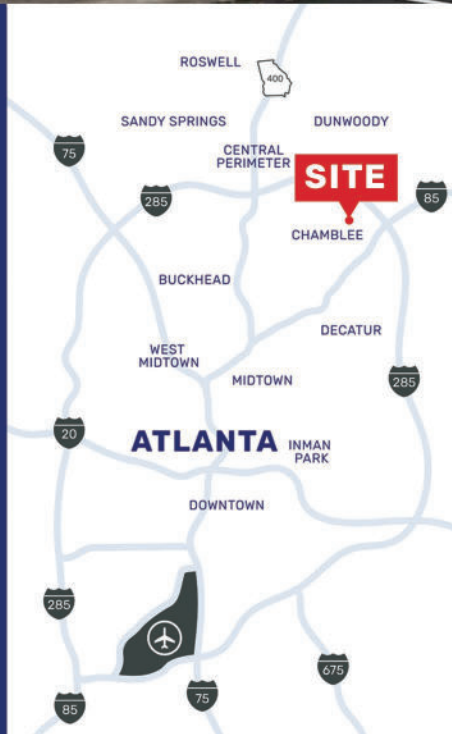 ROSWELL
400
SANDY SPRINGS
DUNWOODY
75
CENTRAL
PERIMETER
SITE
285
85
CHAMBLEE
BUCKHEAD
DECATUR
WEST
MIDTOWN
MIDTOWN
285
20
ATLANTA
INMAN
PARK
DOWNTOWN
285
675
85
75